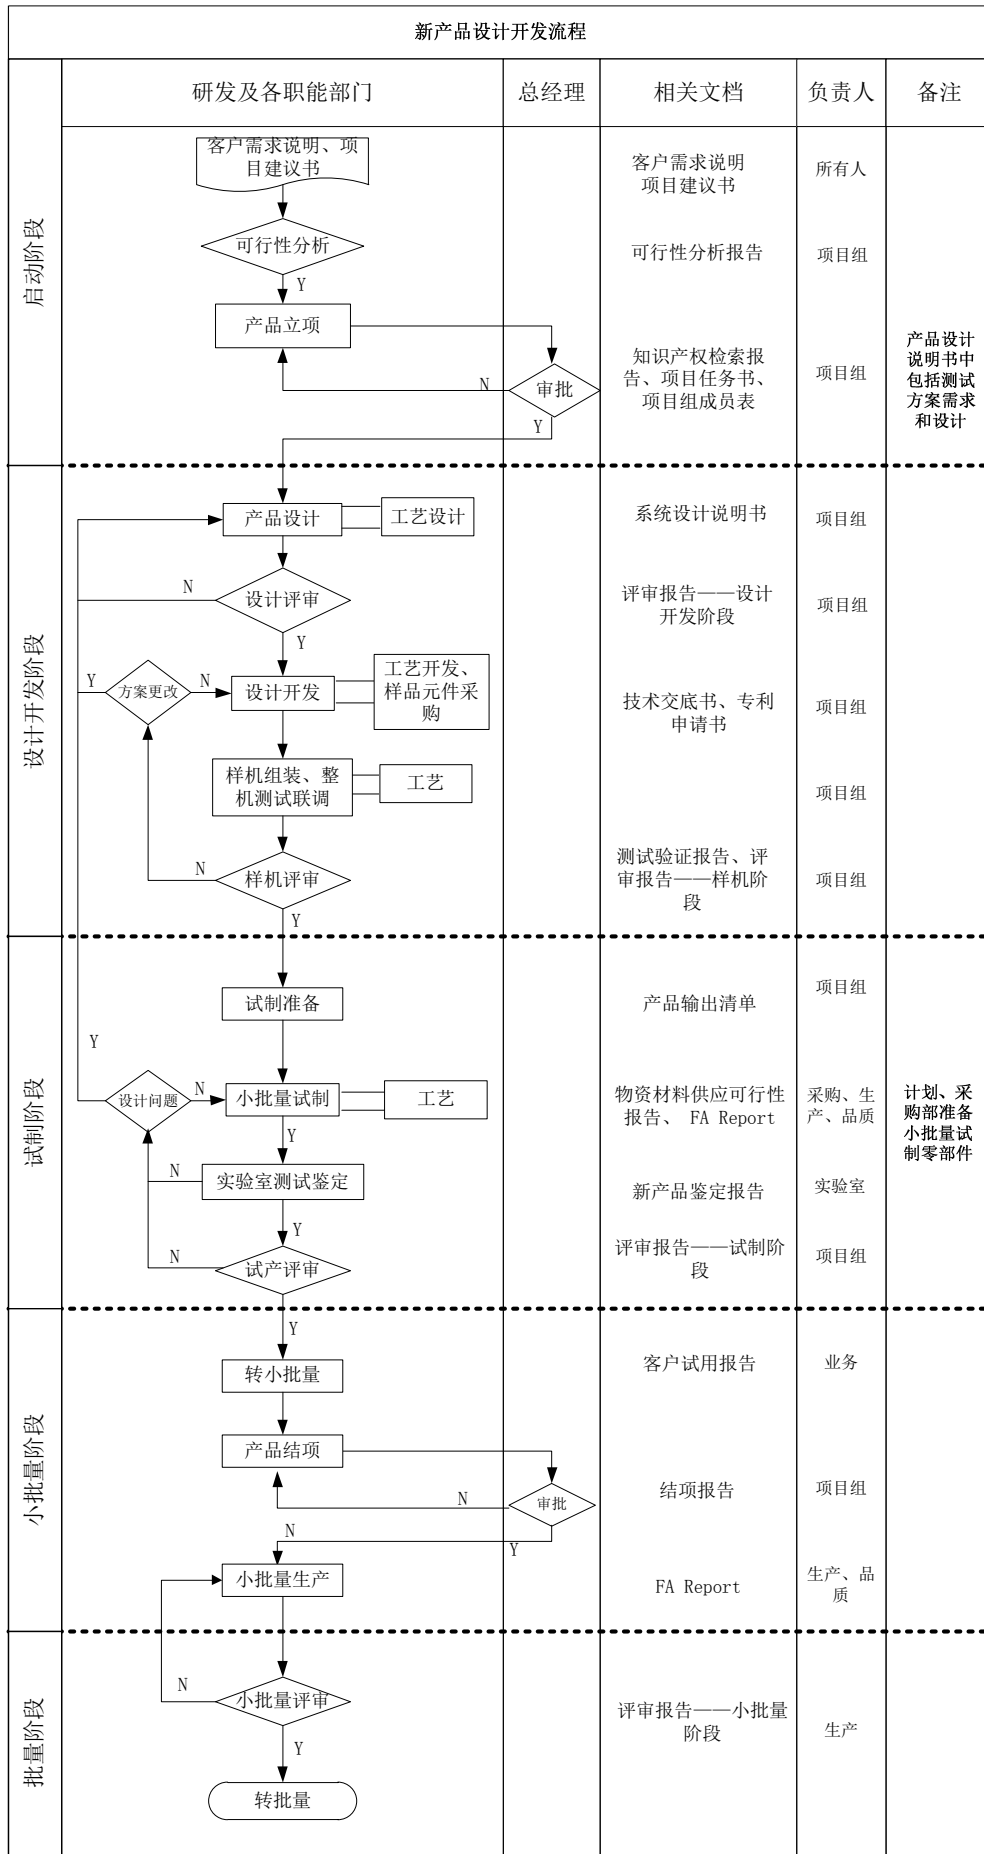 新产品设计开发流程
研发及各职能部门
总经理
相关文档
负责人
备注
启动阶段
客户需求说明、项
目建议书
客户需求说明
项目建议书
所有人
可行性分析
可行性分析报告
项目组
Y
产品立项
N
审批
Y
知识产权检索报
告、项目任务书、
项目组成员表
项目组
产品设计
说明书中
包括测试
方案需求
和设计
设计开发阶段
产品设计
工艺设计
系统设计说明书
项目组
N
设计评审
Y
评审报告——设计
开发阶段
项目组
Y
方案更改
N
设计开发
工艺开发、
样品元件采
购
技术交底书、专利
申请书
项目组
样机组装、整
机测试联调
工艺
项目组
N
样机评审
Y
测试验证报告、评
审报告——样机阶
段
项目组
试制阶段
试制准备
产品输出清单
项目组
Y
设计问题
N
小批量试制
工艺
Y
物资材料供应可行性
报告、 FA Report
采购、生
产、品质
计划、采
购部准备
小批量试
制零部件
N
实验室测试鉴定
Y
新产品鉴定报告
实验室
N
试产评审
Y
评审报告——试制阶
段
项目组
小批量阶段
转小批量
客户试用报告
业务
产品结项
N
审批
Y
结项报告
项目组
N
小批量生产
FA Report
生产、品
质
批量阶段
N
小批量评审
Y
评审报告——小批量
阶段
生产
转批量